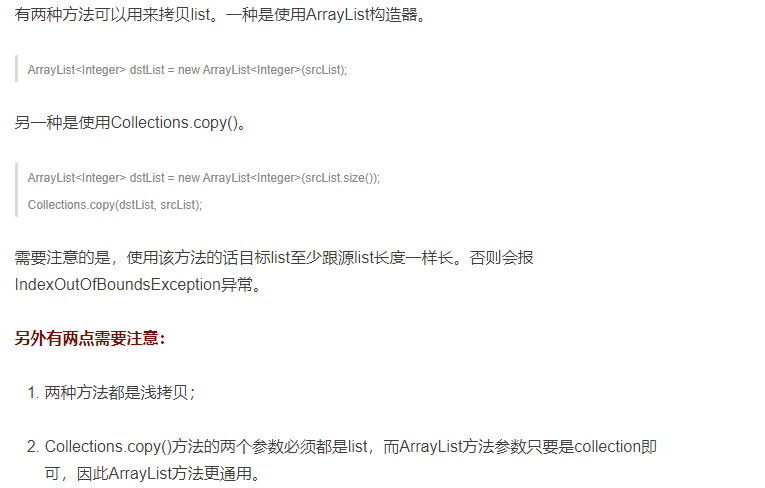 有两种方法可以用来拷贝list。一种是使用ArrayList构造器。
ArrayList<Integer> dstList = new ArrayList<Integer>(srcList);
另一种是使用Collections.copy()。
ArrayList<Integer> dstList = new ArrayList<Integer>(srcList.size());
Collections.copy(dstList, srcList);
需要注意的是，使用该方法的话目标list至少跟源list长度一样长。否则会报
IndexOutOfBoundsException异常。
另外有两点需要注意：
1. 两种方法都是浅拷贝；
2. Collections.copy()方法的两个参数必须都是list，而ArrayList方法参数只要是collection即
可，因此ArrayList方法更通用。